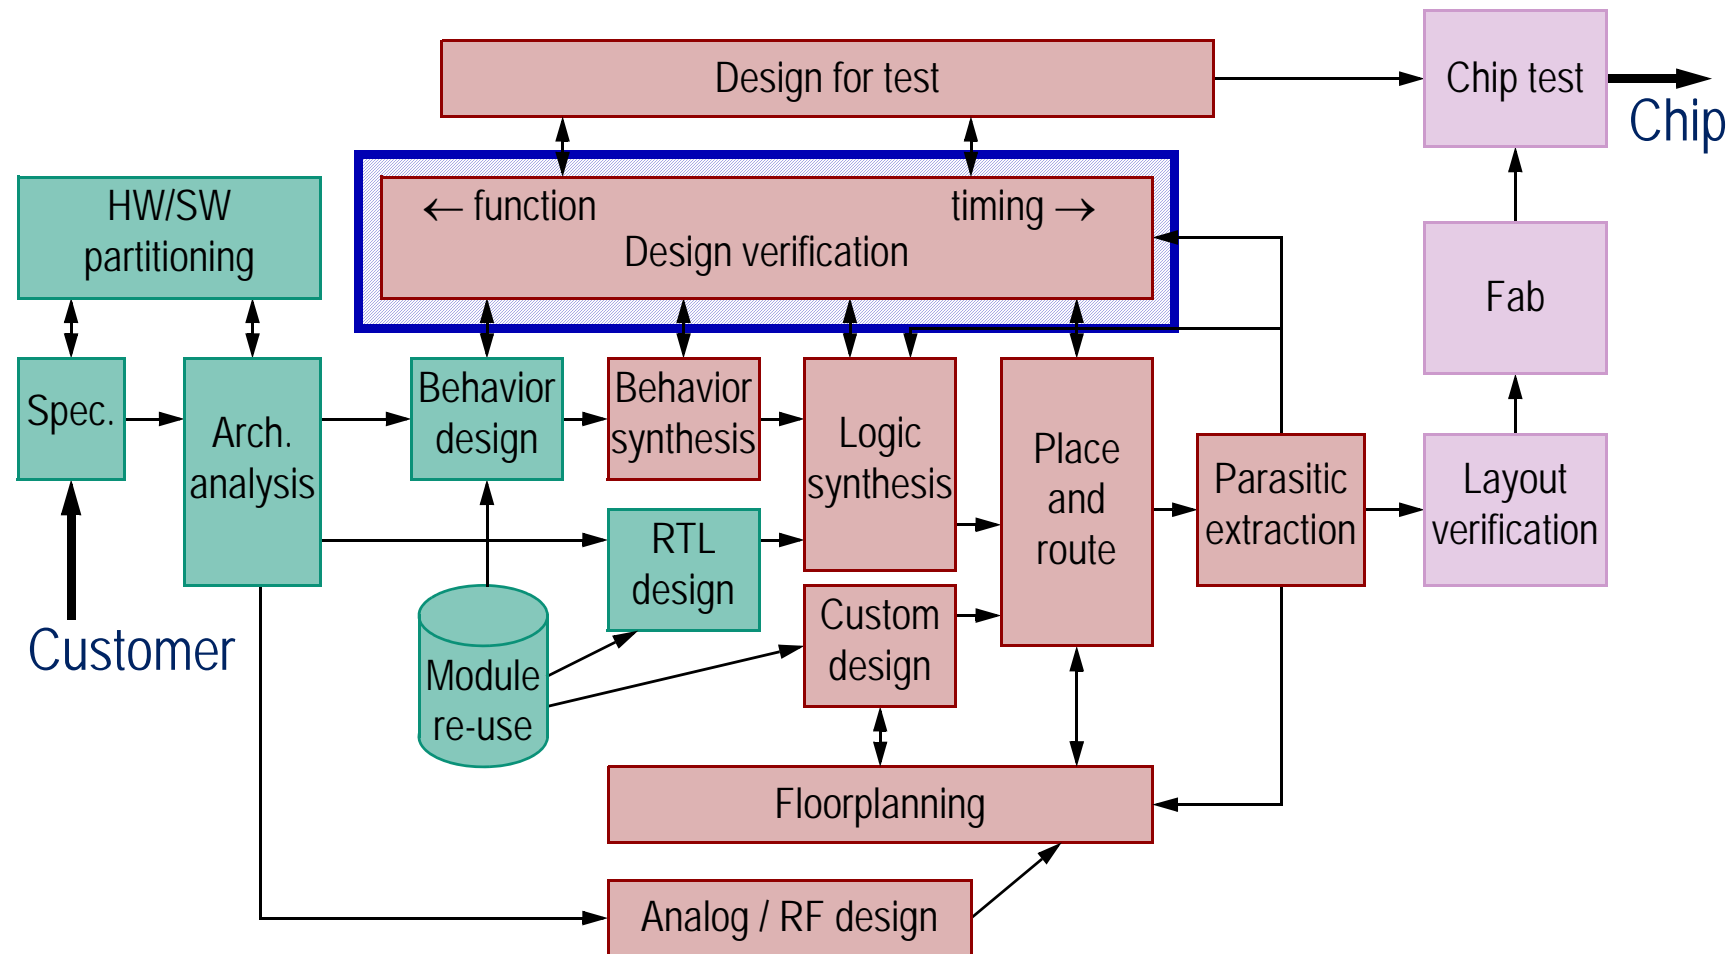 Design for test
Chip test
Chip
HW/SW
partitioning
← function
timing →
Design verification
Fab
Spec.
Arch.
analysis
Behavior
design
Behavior
synthesis
Logic
synthesis
Place
and
route
Parasitic
extraction
Layout
verification
RTL
design
Customer
Module
re-use
Custom
design
Floorplanning
Analog / RF design